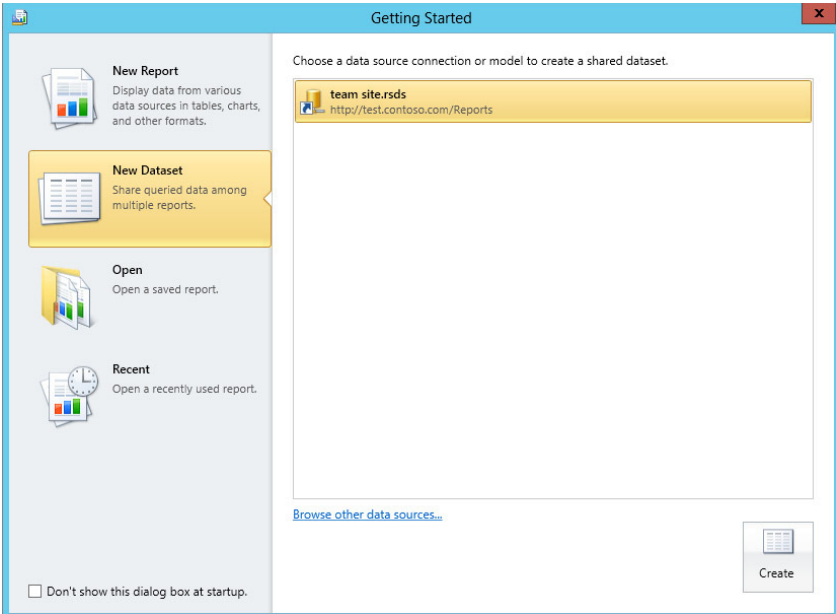 Getting Started
x
New Report
Display data from various
data sources in tables, charts,
and other formats.
New Dataset
Share queried data among
multiple reports.
Open
Open a saved report.
Recent
Open a recently used report.
Don't show this dialog box at startup.
Choose a data source connection or model to create a shared dataset.
team site.rsds
http://test.contoso.com/Reports
Browse other data sources...
Create